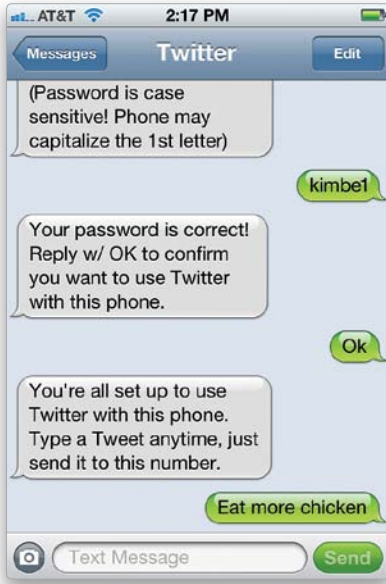 AT&T 2:17 PM
Messages Twitter Edit
(Password is case
sensitive! Phone may
capitalize the 1st letter)
kimbe1
Your password is correct!
Reply w/ OK to confirm
you want to use Twitter
with this phone.
Ok
You're all set up to use
Twitter with this phone.
Type a Tweet anytime, just
send it to this number.
Eat more chicken
Text Message Send